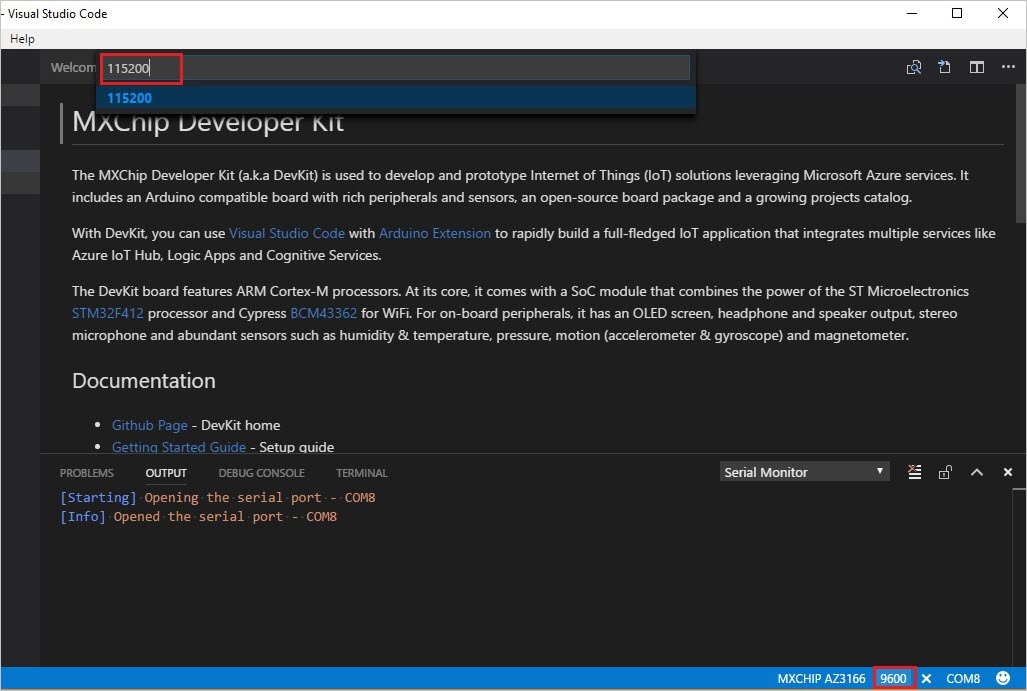 - Visual Studio Code
Help
Welcom
115200
115200
MXChip Developer Kit
The MXChip Developer Kit (a.k.a DevKit) is used to develop and prototype Internet of Things (IoT) solutions leveraging Microsoft Azure services. It
includes an Arduino compatible board with rich peripherals and sensors, an open-source board package and a growing projects catalog.
With DevKit, you can use Visual Studio Code with Arduino Extension to rapidly build a full-fledged IoT application that integrates multiple services like
Azure IoT Hub, Logic Apps and Cognitive Services.
The DevKit board features ARM Cortex-M processors. At its core, it comes with a SoC module that combines the power of the ST Microelectronics
STM32F412 processor and Cypress BCM43362 for WiFi. For on-board peripherals, it has an OLED screen, headphone and speaker output, stereo
microphone and abundant sensors such as humidity & temperature, pressure, motion (accelerometer & gyroscope) and magnetometer.
Documentation
• Github Page - DevKit home
• Getting Started Guide - Setup guide
PROBLEMS OUTPUT DEBUG CONSOLE TERMINAL Serial Monitor
[Starting] Opening the serial port - COM8
[Info] Opened the serial port - COM8
MXCHIP AZ3166 9600 COM8